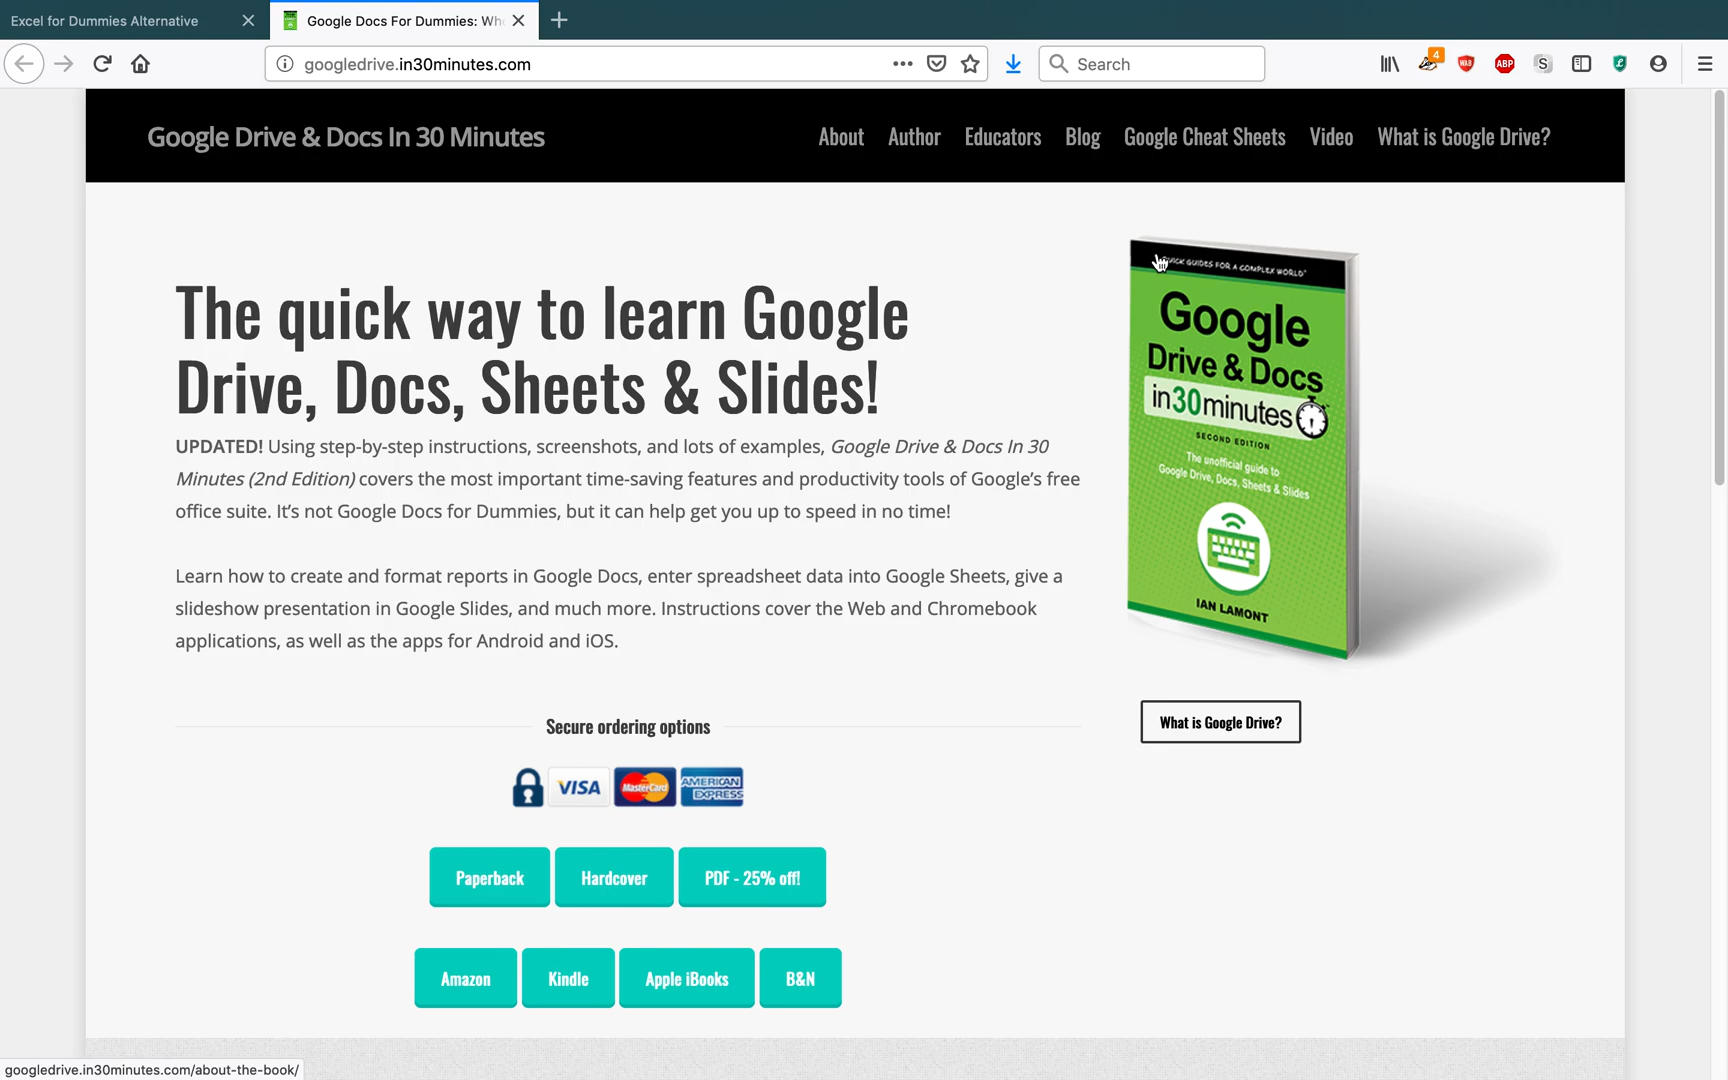 Excel for Dummies Alternative
Google Docs For Dummies: Wh
googledrive.in30minutes.com
Search
4
WAB
ABP
S
Google Drive & Docs In 30 Minutes
About Author Educators Blog Google Cheat Sheets Video What is Google Drive?
The quick way to learn Google
Drive, Docs, Sheets & Slides!
UPDATED! Using step-by-step instructions, screenshots, and lots of examples, Google Drive & Docs In 30
Minutes (2nd Edition) covers the most important time-saving features and productivity tools of Google's free
office suite. It's not Google Docs for Dummies, but it can help get you up to speed in no time!
Learn how to create and format reports in Google Docs, enter spreadsheet data into Google Sheets, give a
slideshow presentation in Google Slides, and much more. Instructions cover the Web and Chromebook
applications, as well as the apps for Android and iOS.
QUICK GUIDES FOR A COMPLEX WORLD
Google
Drive & Docs
in30minutes
SECOND EDITION
The unofficial guide to
Google Drive, Docs, Sheets & Slides
IAN LAMONT
What is Google Drive?
Secure ordering options
VISA MasterCard AMERICAN EXPRESS
Paperback Hardcover PDF - 25% off!
Amazon Kindle Apple iBooks B&N
googledrive.in30minutes.com/about-the-book/